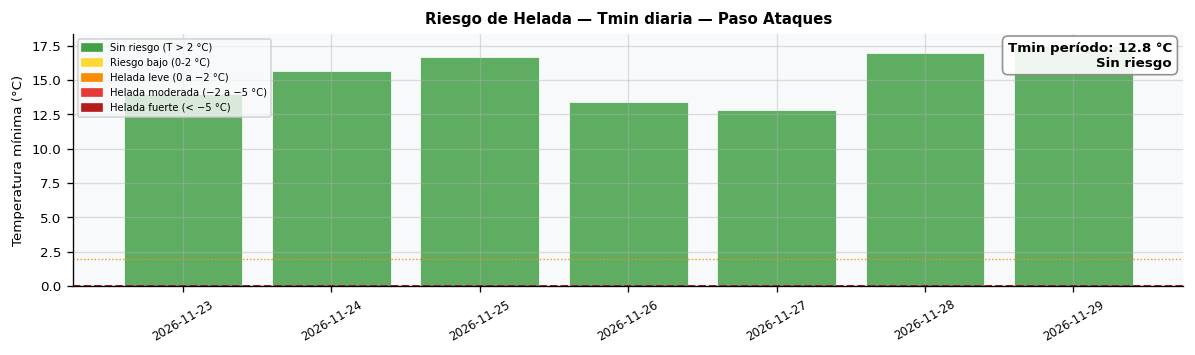 Riesgo de Helada — Tmin diaria — Paso Ataques
Temperatura mínima (°C)
17.5
15.0
12.5
10.0
7.5
5.0
2.5
0.0
Sin riesgo (T > 2 °C)
Riesgo bajo (0-2 °C)
Helada leve (0 a −2 °C)
Helada moderada (−2 a −5 °C)
Helada fuerte (< −5 °C)
Tmin período: 12.8 °C
Sin riesgo
2026-11-23
2026-11-24
2026-11-25
2026-11-26
2026-11-27
2026-11-28
2026-11-29